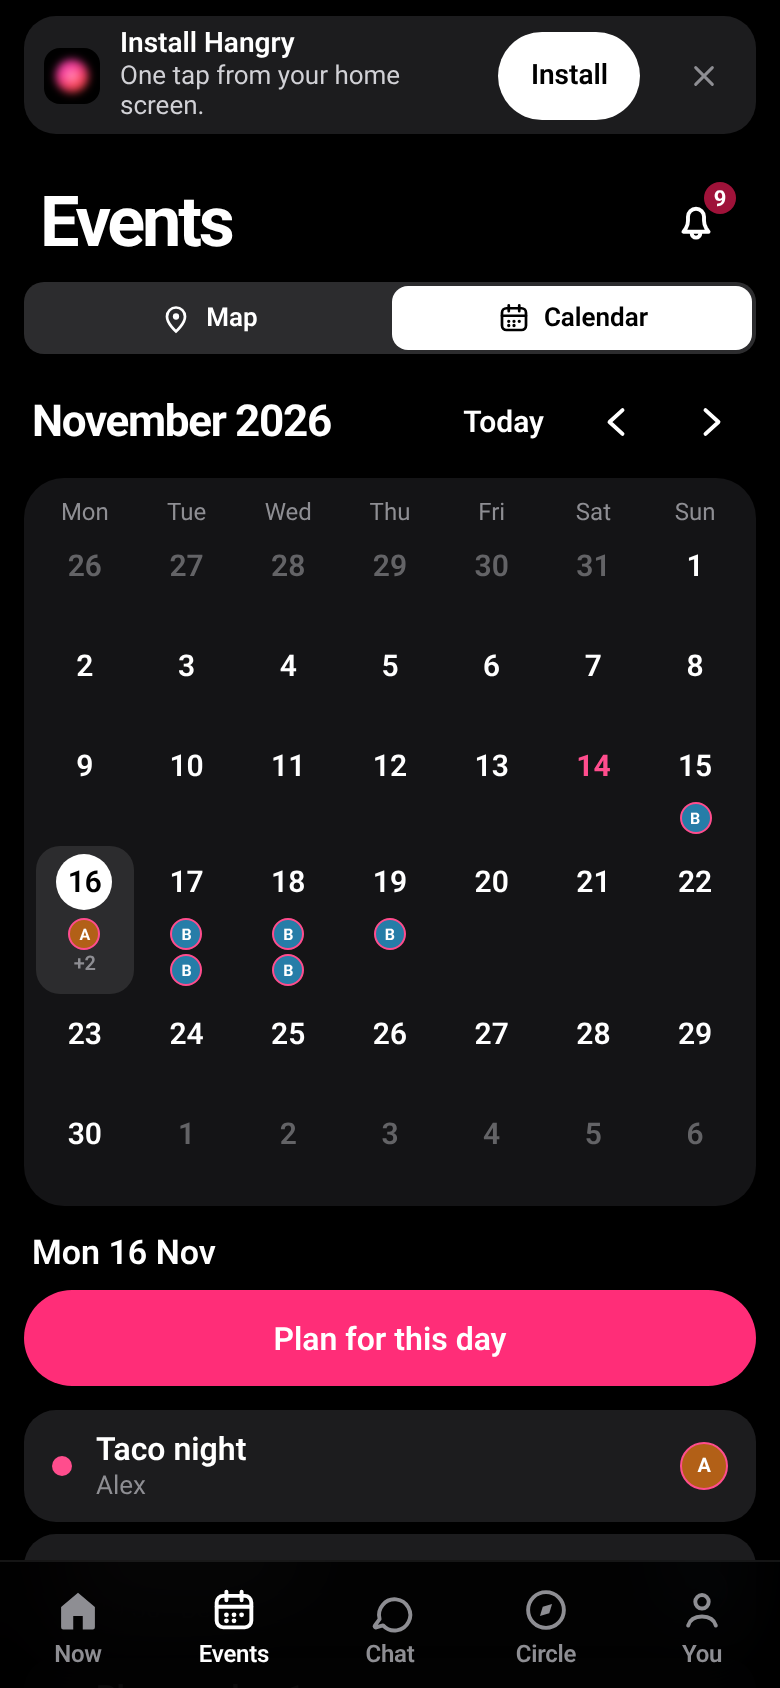 Install Hangry
One tap from your home
screen.
Install
Events
9
Map
Calendar
November 2026
Today
Mon Tue Wed Thu Fri Sat Sun
26 27 28 29 30 31 1
2 3 4 5 6 7 8
9 10 11 12 13 14 15
B
16 17 18 19 20 21 22
A B B B
+2 B B
23 24 25 26 27 28 29
30 1 2 3 4 5 6
Mon 16 Nov
Plan for this day
Taco night
Alex
A
Now
Events
Chat
Circle
You